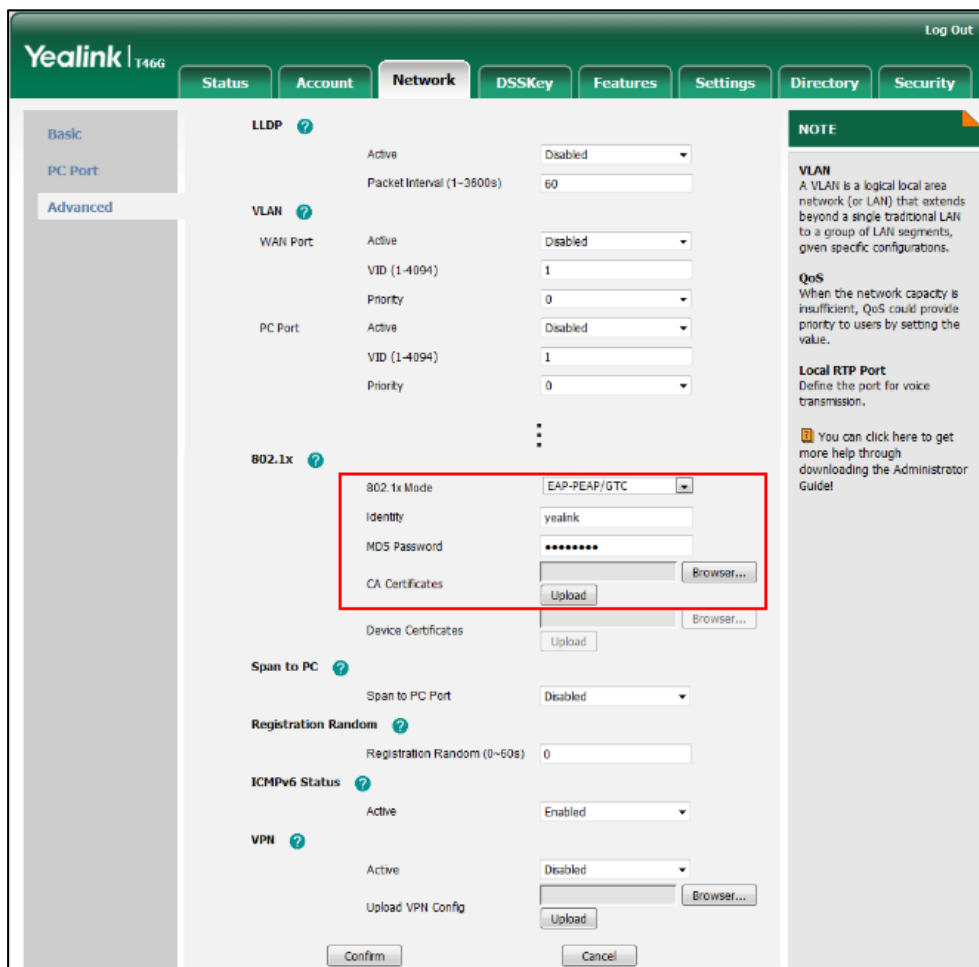 Log Out
Yealink T46G
Status Account Network DSSKey Features Settings Directory Security
Basic
PC Port
Advanced
LLDP ?
Active Disabled
Packet Interval (1~3600s) 60
VLAN ?
WAN Port Active Disabled
VID (1-4094) 1
Priority 0
PC Port Active Disabled
VID (1-4094) 1
Priority 0
802.1x ?
802.1x Mode EAP-PEAP/GTC
Identity yealink
MD5 Password ••••••••
CA Certificates Browser...
Upload
Device Certificates Browser...
Upload
Span to PC ?
Span to PC Port Disabled
Registration Random ?
Registration Random (0~60s) 0
ICMPv6 Status ?
Active Enabled
VPN ?
Active Disabled
Upload VPN Config Browser...
Upload
Confirm Cancel
NOTE
VLAN
A VLAN is a logical local area
network (or LAN) that extends
beyond a single traditional LAN
to a group of LAN segments,
given specific configurations.
QoS
When the network capacity is
insufficient, QoS could provide
priority to users by setting the
value.
Local RTP Port
Define the port for voice
transmission.
? You can click here to get
more help through
downloading the Administrator
Guide!